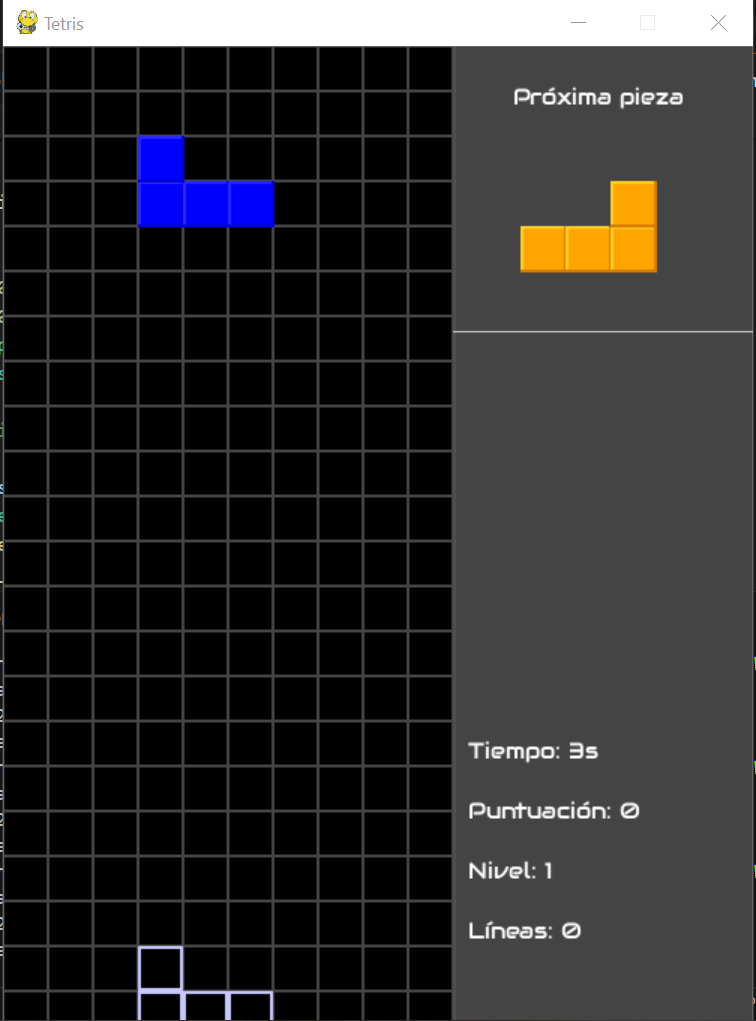 Tetris
Próxima pieza
Tiempo: 3s
Puntuación: 0
Nivel: 1
Líneas: 0